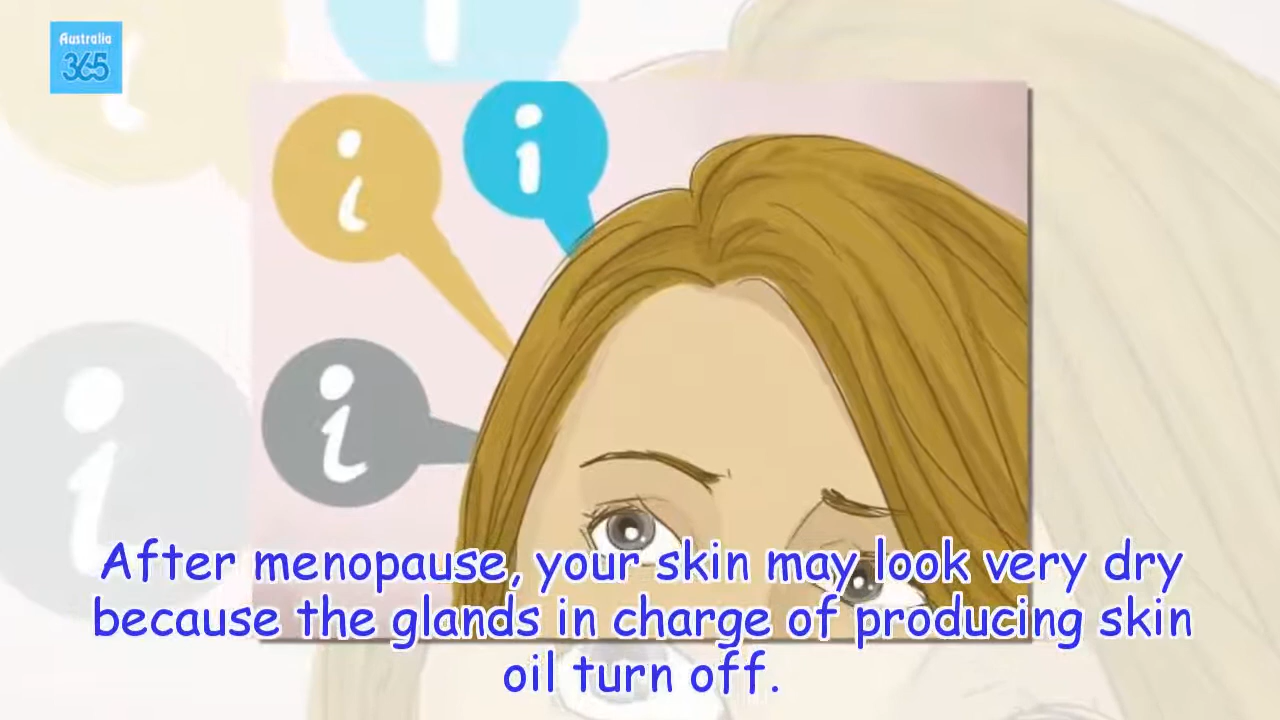 Australia
365
i
i
i
i
After menopause, your skin may look very dry
because the glands in charge of producing skin
oil turn off.